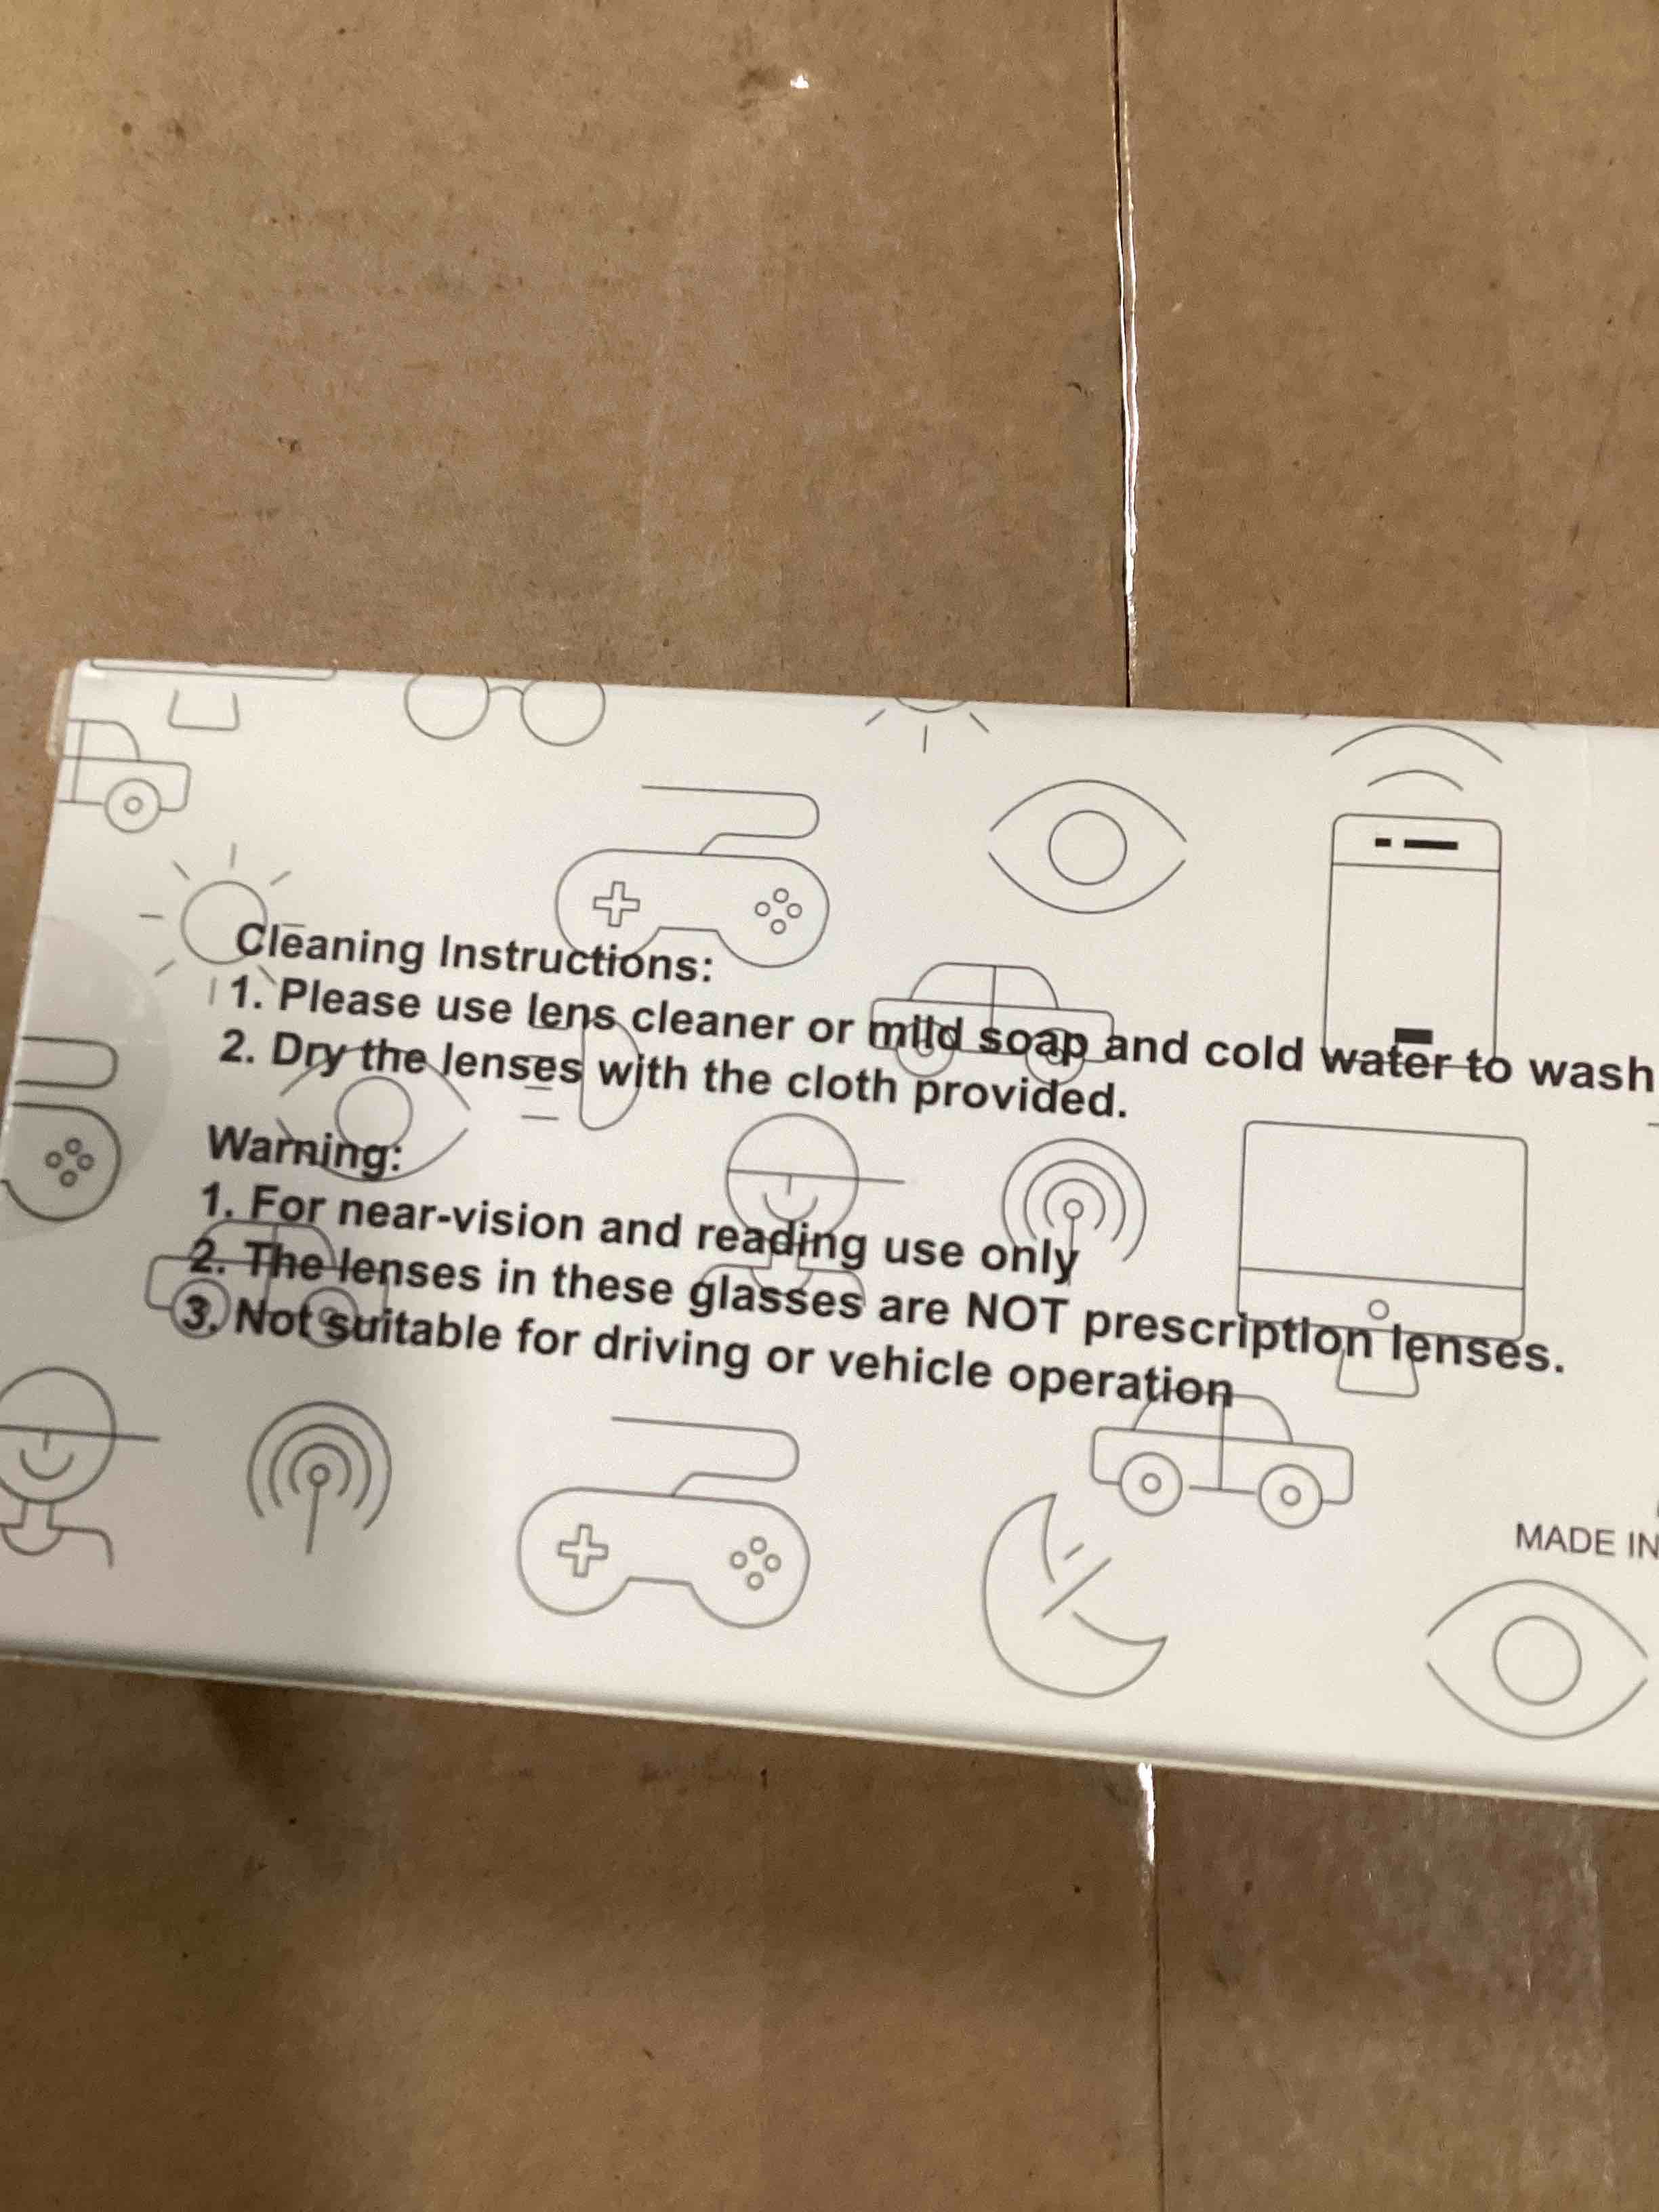 Cleaning Instructions:
1. Please use lens cleaner or mild soap and cold water to wash
2. Dry the lenses with the cloth provided.
Warning:
1. For near-vision and reading use only
2. The lenses in these glasses are NOT prescription lenses.
3. Not suitable for driving or vehicle operation
MADE IN